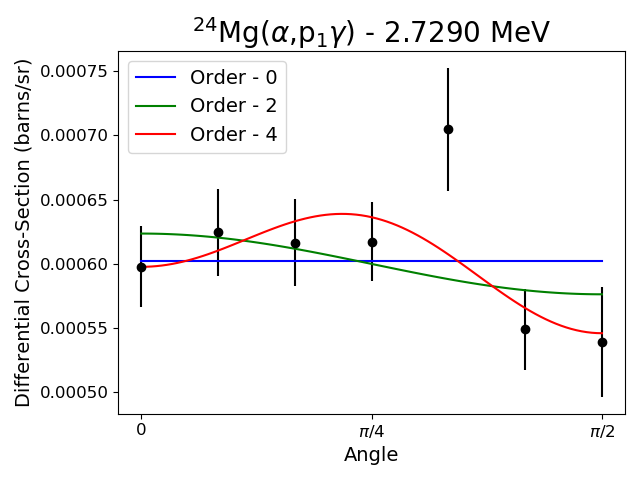 ²⁴Mg(α,p₁γ) - 2.7290 MeV
Order - 0
Order - 2
Order - 4
Differential Cross-Section (barns/sr)
0.00075
0.00070
0.00065
0.00060
0.00055
0.00050
0
π/4
π/2
Angle